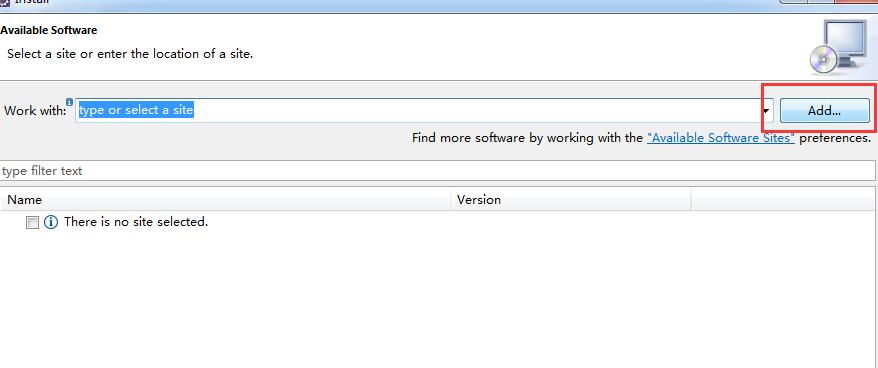 Install
Available Software
Select a site or enter the location of a site.
Work with: type or select a site Add...
Find more software by working with the "Available Software Sites" preferences.
type filter text
Name Version
There is no site selected.